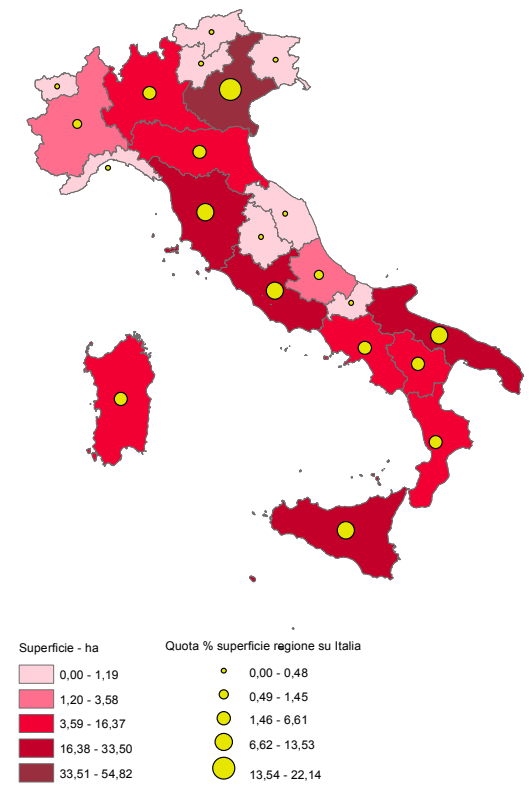 Superficie - ha
0,00 - 1,19
1,20 - 3,58
3,59 - 16,37
16,38 - 33,50
33,51 - 54,82
Quota % superficie regione su Italia
0,00 - 0,48
0,49 - 1,45
1,46 - 6,61
6,62 - 13,53
13,54 - 22,14